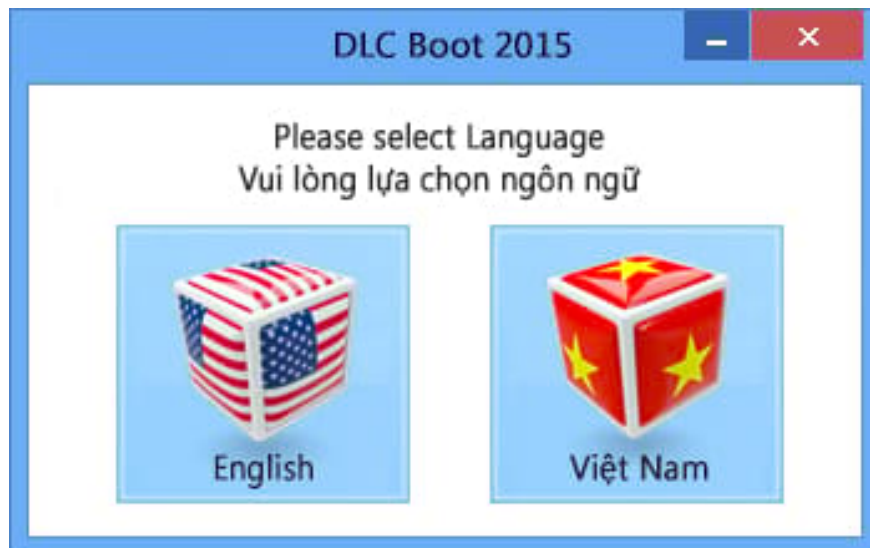 DLC Boot 2015
Please select Language
Vui lòng lựa chọn ngôn ngữ
English
Việt Nam